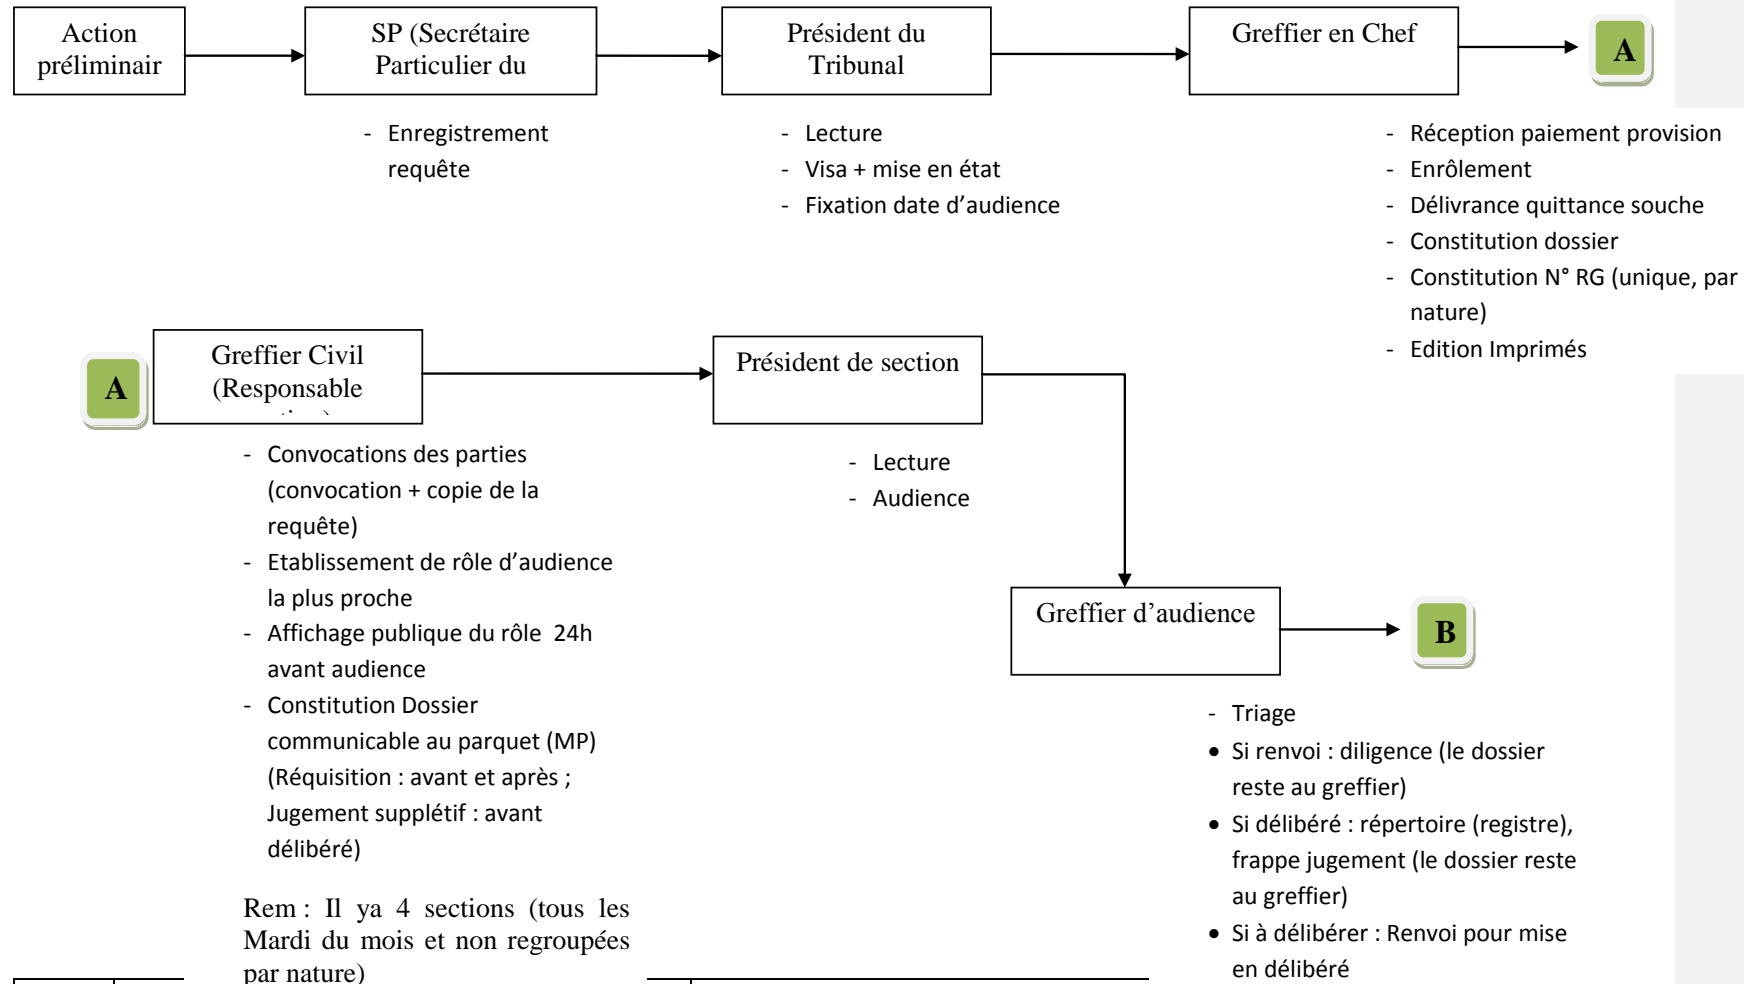 Action
préliminair
SP (Secrétaire
Particulier du
Président du
Tribunal
Greffier en Chef
A
- Enregistrement
requête
- Lecture
- Visa + mise en état
- Fixation date d’audience
- Réception paiement provision
- Enrôlement
- Délivrance quittance souche
- Constitution dossier
- Constitution N° RG (unique, par
nature)
- Edition Imprimés
A
Greffier Civil
(Responsable
Président de section
- Convocations des parties
(convocation + copie de la
requête)
- Etablissement de rôle d’audience
la plus proche
- Affichage publique du rôle 24h
avant audience
- Constitution Dossier
communicable au parquet (MP)
(Réquisition : avant et après ;
Jugement supplétif : avant
délibéré)
Rem : Il ya 4 sections (tous les
Mardi du mois et non regroupées
par nature)
- Lecture
- Audience
Greffier d’audience
B
- Triage
• Si renvoi : diligence (le dossier
reste au greffier)
• Si délibéré : répertoire (registre),
frappe jugement (le dossier reste
au greffier)
• Si à délibérer : Renvoi pour mise
en délibéré